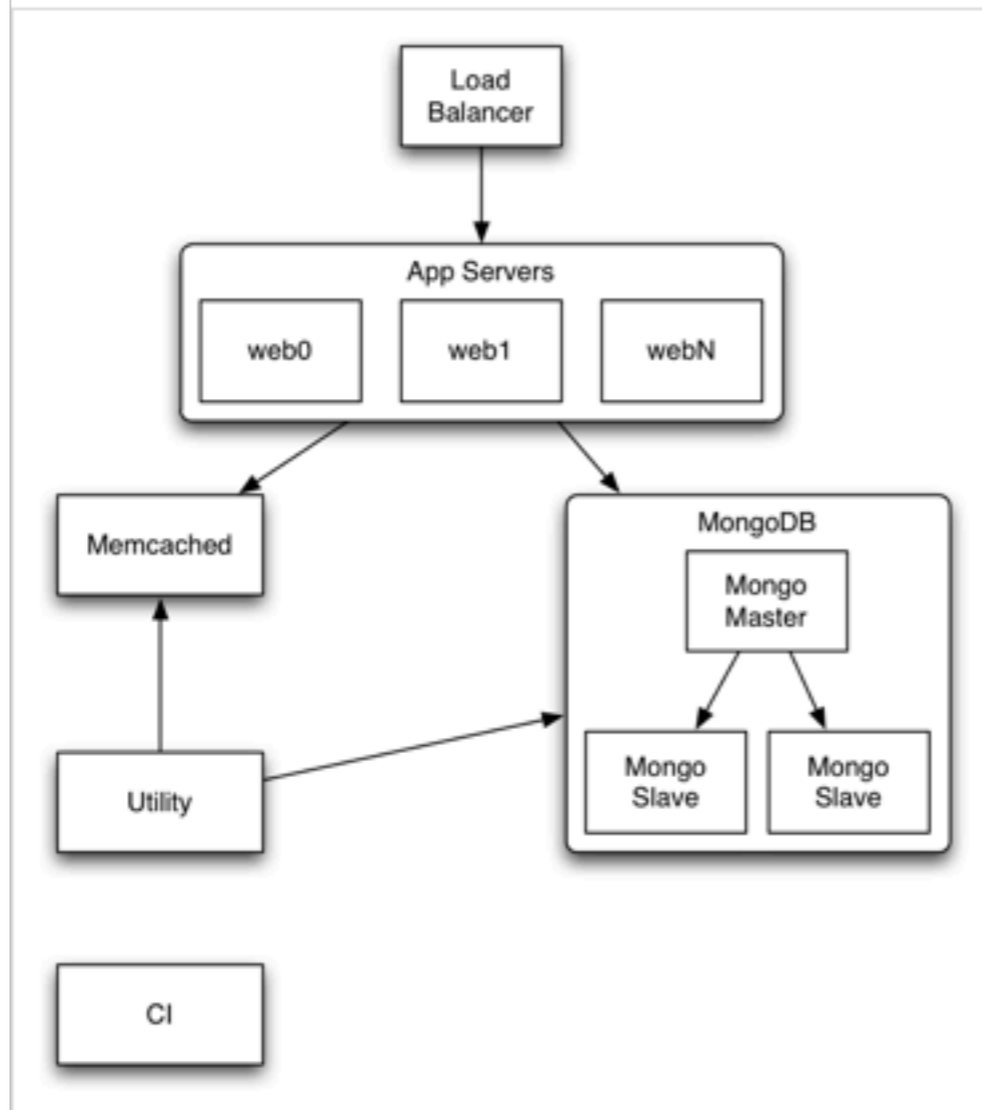 Load
Balancer
App Servers
web0
web1
webN
Memcached
MongoDB
Mongo
Master
Mongo
Slave
Mongo
Slave
Utility
CI